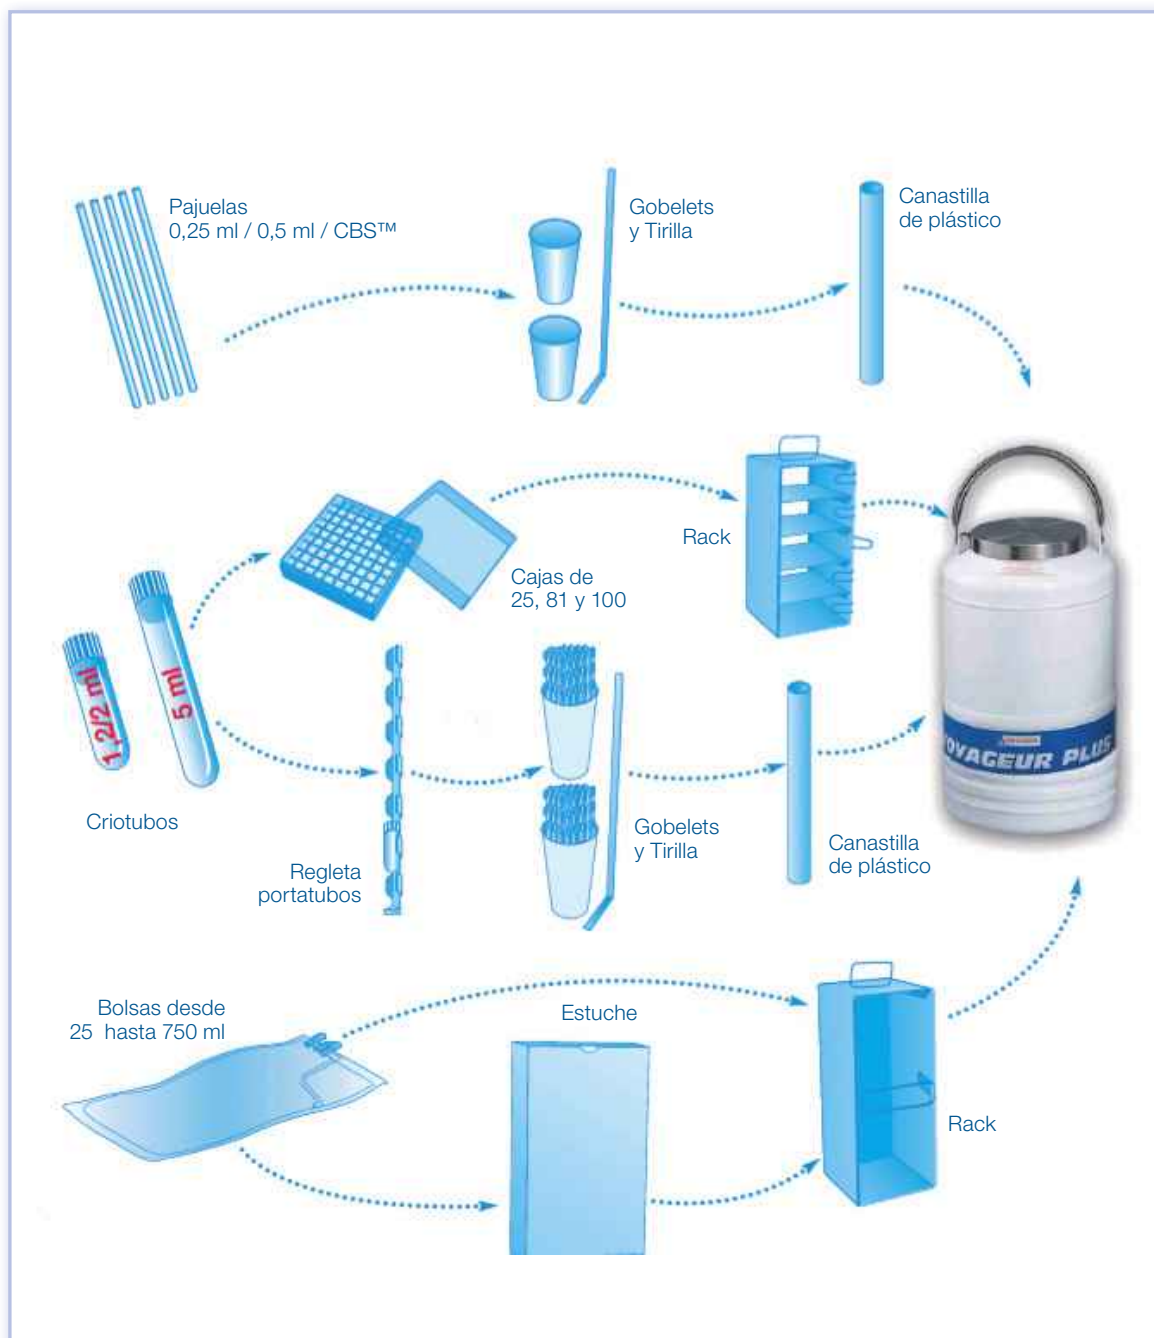 Pajuelas
0,25 ml / 0,5 ml / CBS™
Gobelets
y Tirilla
Canastilla
de plástico
Rack
Cajas de
25, 81 y 100
1,2/2 ml
5 ml
Criotubos
Regleta
portatubos
Gobelets
y Tirilla
Canastilla
de plástico
OYAGEUR PLUS
Bolsas desde
25 hasta 750 ml
Estuche
Rack